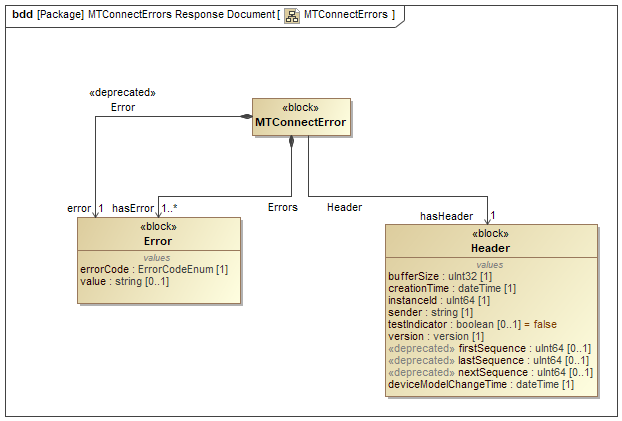 bdd [Package] MTConnectErrors Response Document [ MTConnectErrors ]
«deprecated»
Error
«block»
MTConnectError
error 1 hasError 1..*
Errors
Header
hasHeader 1
«block»
Error
values
errorCode : ErrorCodeEnum [1]
value : string [0..1]
«block»
Header
values
bufferSize : uInt32 [1]
creationTime : dateTime [1]
instanceId : uInt64 [1]
sender : string [1]
testIndicator : boolean [0..1] = false
version : version [1]
«deprecated» firstSequence : uInt64 [0..1]
«deprecated» lastSequence : uInt64 [0..1]
«deprecated» nextSequence : uInt64 [0..1]
deviceModelChangeTime : dateTime [1]